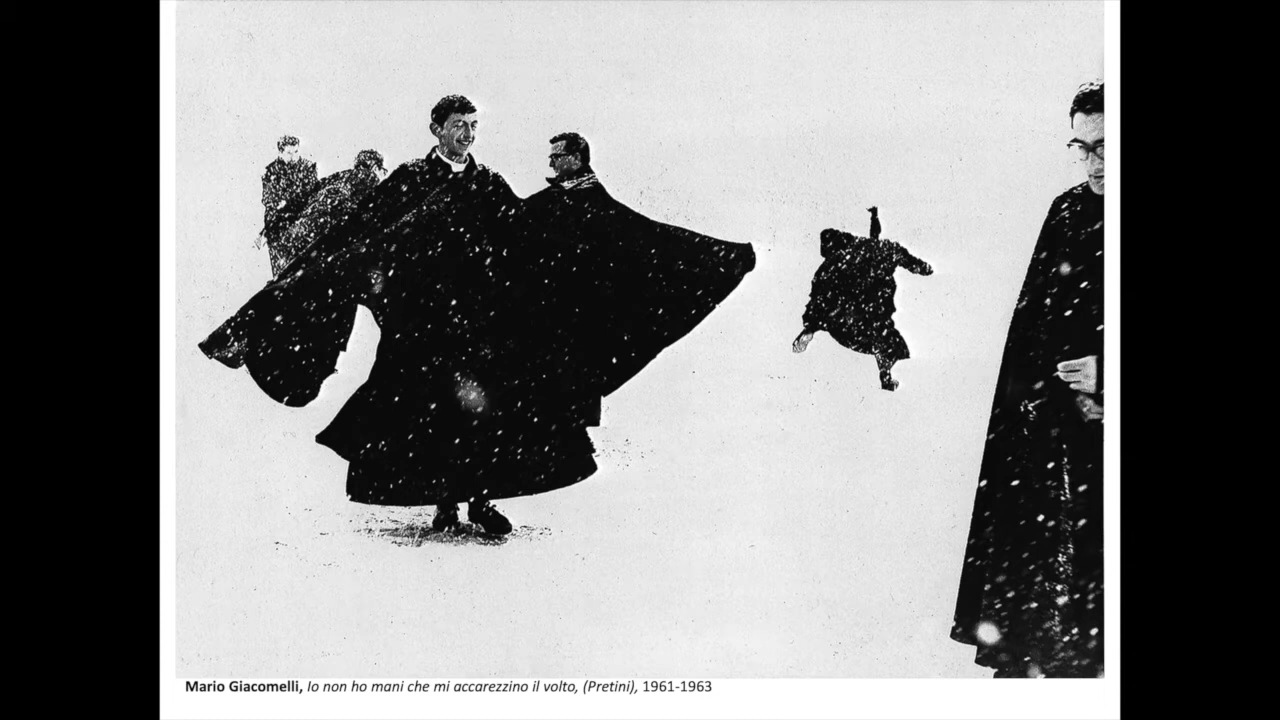 Mario Giacomelli, Io non ho mani che mi accarezzino il volto, (Pretini), 1961-1963